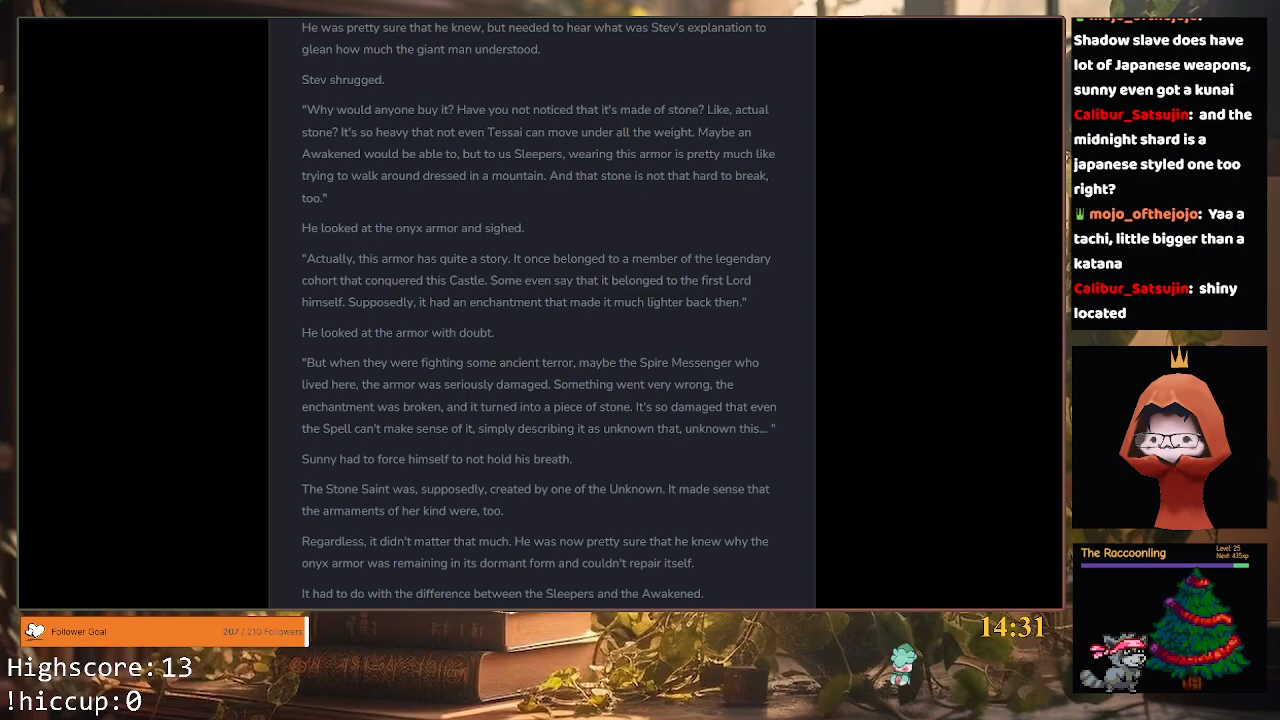 He was pretty sure that he knew, but needed to hear what was Stev's explanation to
glean how much the giant man understood.
Stev shrugged.
"Why would anyone buy it? Have you not noticed that it's made of stone? Like, actual
stone? It's so heavy that not even Tessai can move under all the weight. Maybe an
Awakened would be able to, but to us Sleepers, wearing this armor is pretty much like
trying to walk around dressed in a mountain. And that stone is not that hard to break,
too."
He looked at the onyx armor and sighed.
"Actually, this armor has quite a story. It once belonged to a member of the legendary
cohort that conquered this Castle. Some even say that it belonged to the first Lord
himself. Supposedly, it had an enchantment that made it much lighter back then."
He looked at the armor with doubt.
"But when they were fighting some ancient terror, maybe the Spire Messenger who
lived here, the armor was seriously damaged. Something went very wrong, the
enchantment was broken, and it turned into a piece of stone. It's so damaged that even
the Spell can't make sense of it, simply describing it as unknown that, unknown this... "
Sunny had to force himself to not hold his breath.
The Stone Saint was, supposedly, created by one of the Unknown. It made sense that
the armaments of her kind were, too.
Regardless, it didn't matter that much. He was now pretty sure that he knew why the
onyx armor was remaining in its dormant form and couldn't repair itself.
It had to do with the difference between the Sleepers and the Awakened.
mojo_ofthejojo:
Shadow slave does have
lot of Japanese weapons,
sunny even got a kunai
Calibur_Satsujin: and the
midnight shard is a
japanese styled one too
right?
mojo_ofthejojo: Yaa a
tachi, little bigger than a
katana
Calibur_Satsujin: shiny
located
The Raccoonling
Level: 25
Next: 435xp
Follower Goal
207 / 210 Followers
14:31
Highscore:13
!hiccup:0